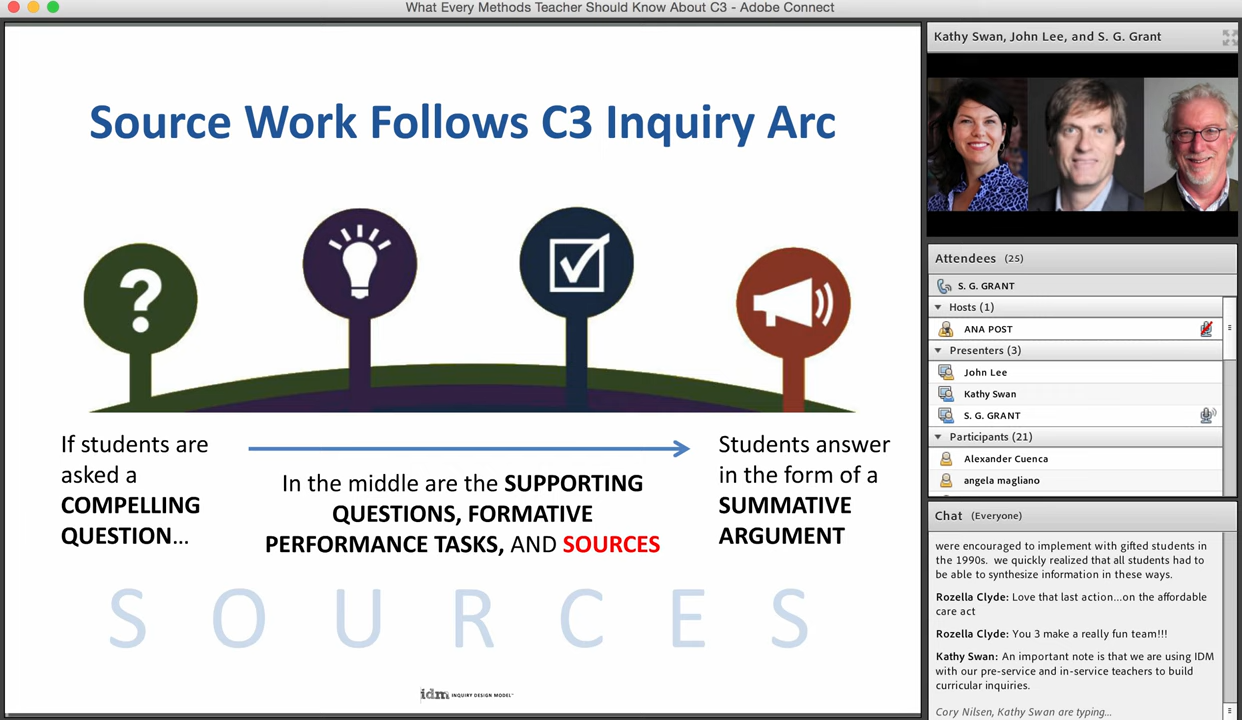 What Every Methods Teacher Should Know About C3 - Adobe Connect
Source Work Follows C3 Inquiry Arc
?
If students are
asked a
COMPELLING
QUESTION…
In the middle are the SUPPORTING
QUESTIONS, FORMATIVE
PERFORMANCE TASKS, AND SOURCES
Students answer
in the form of a
SUMMATIVE
ARGUMENT
SOURCES
idm INQUIRY DESIGN MODEL™
Kathy Swan, John Lee, and S. G. Grant
Attendees (25)
S. G. GRANT
Hosts (1)
ANA POST
Presenters (3)
John Lee
Kathy Swan
S. G. GRANT
Participants (21)
Alexander Cuenca
angela magliano
Chat (Everyone)
were encouraged to implement with gifted students in
the 1990s. we quickly realized that all students had to
be able to synthesize information in these ways.
Rozella Clyde: Love that last action...on the affordable
care act
Rozella Clyde: You 3 make a really fun team!!!
Kathy Swan: An important note is that we are using IDM
with our pre-service and in-service teachers to build
curricular inquiries.
Cory Nilsen, Kathy Swan are typing...